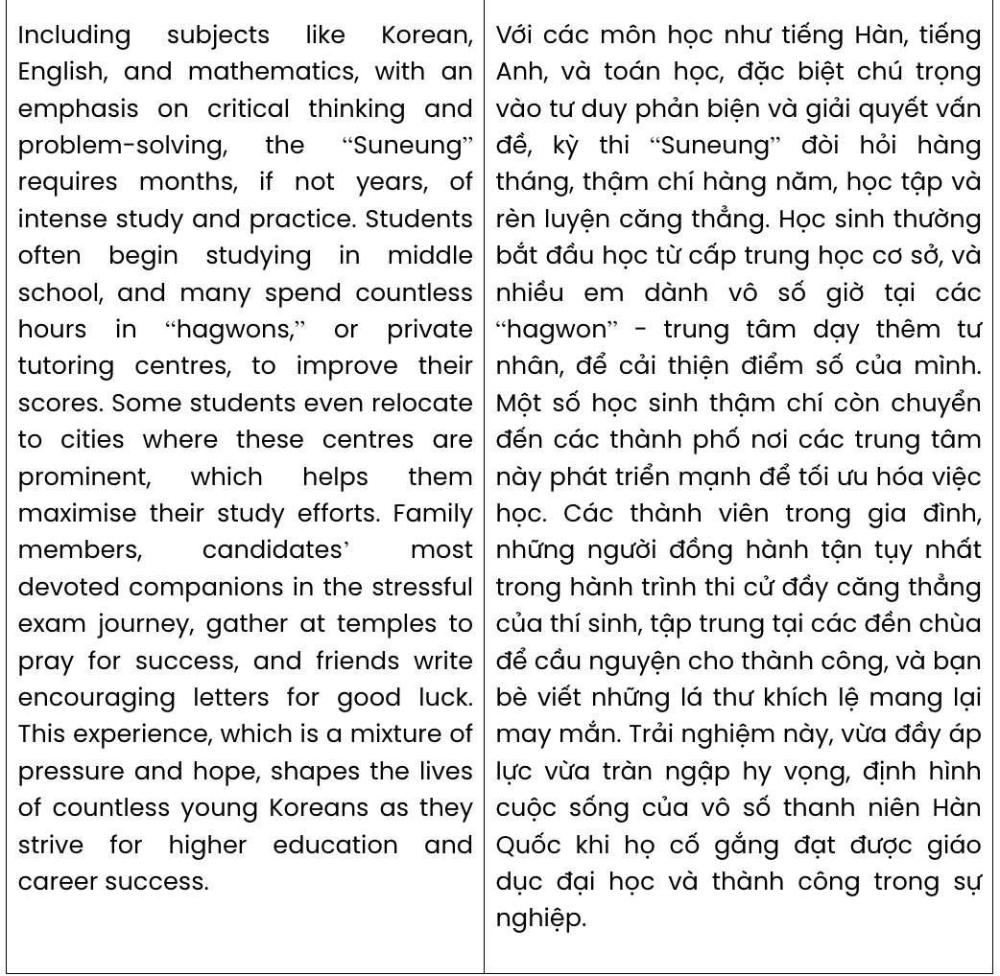 Including subjects like Korean,
English, and mathematics, with an
emphasis on critical thinking and
problem-solving, the “Suneung”
requires months, if not years, of
intense study and practice. Students
often begin studying in middle
school, and many spend countless
hours in “hagwons,” or private
tutoring centres, to improve their
scores. Some students even relocate
to cities where these centres are
prominent, which helps them
maximise their study efforts. Family
members, candidates’ most
devoted companions in the stressful
exam journey, gather at temples to
pray for success, and friends write
encouraging letters for good luck.
This experience, which is a mixture of
pressure and hope, shapes the lives
of countless young Koreans as they
strive for higher education and
career success.
Với các môn học như tiếng Hàn, tiếng
Anh, và toán học, đặc biệt chú trọng
vào tư duy phản biện và giải quyết vấn
đề, kỳ thi “Suneung” đòi hỏi hàng
tháng, thậm chí hàng năm, học tập và
rèn luyện căng thẳng. Học sinh thường
bắt đầu học từ cấp trung học cơ sở, và
nhiều em dành vô số giờ tại các
“hagwon” - trung tâm dạy thêm tư
nhân, để cải thiện điểm số của mình.
Một số học sinh thậm chí còn chuyển
đến các thành phố nơi các trung tâm
này phát triển mạnh để tối ưu hóa việc
học. Các thành viên trong gia đình,
những người đồng hành tận tụy nhất
trong hành trình thi cử đầy căng thẳng
của thí sinh, tập trung tại các đền chùa
để cầu nguyện cho thành công, và bạn
bè viết những lá thư khích lệ mang lại
may mắn. Trải nghiệm này, vừa đầy áp
lực vừa tràn ngập hy vọng, định hình
cuộc sống của vô số thanh niên Hàn
Quốc khi họ cố gắng đạt được giáo
dục đại học và thành công trong sự
nghiệp.